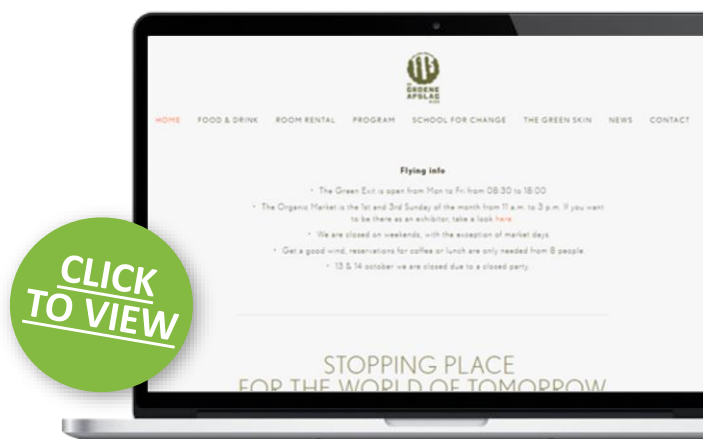 GROENE
AFSLAG
HOME FOOD & DRINK ROOM RENTAL PROGRAM SCHOOL FOR CHANGE THE GREEN SKIN NEWS CONTACT
Flying info
• The Green Exit is open from Mon to Fri from 08:30 to 18:00
• The Organic Market is the 1st and 3rd Sunday of the month from 11 a.m. to 3 p.m. If you want
to be there as an exhibitor, take a look here.
• We are closed on weekends, with the exception of market days.
• Get a good wind, reservations for coffee or lunch are only needed from 8 people.
• 13 & 14 october we are closed due to a closed party.
CLICK
TO VIEW
STOPPING PLACE
FOR THE WORLD OF TOMORROW